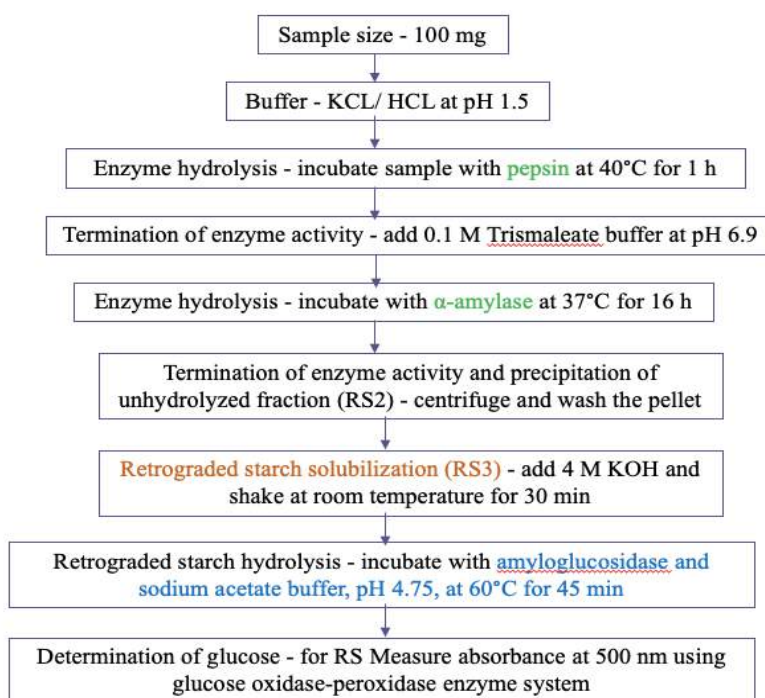 Sample size - 100 mg
Buffer - KCL/ HCL at pH 1.5
Enzyme hydrolysis - incubate sample with pepsin at 40°C for 1 h
Termination of enzyme activity - add 0.1 M Trismaleate buffer at pH 6.9
Enzyme hydrolysis - incubate with α-amylase at 37°C for 16 h
Termination of enzyme activity and precipitation of
unhydrolyzed fraction (RS2) - centrifuge and wash the pellet
Retrograded starch solubilization (RS3) - add 4 M KOH and
shake at room temperature for 30 min
Retrograded starch hydrolysis - incubate with amyloglucosidase and
sodium acetate buffer, pH 4.75, at 60°C for 45 min
Determination of glucose - for RS Measure absorbance at 500 nm using
glucose oxidase-peroxidase enzyme system